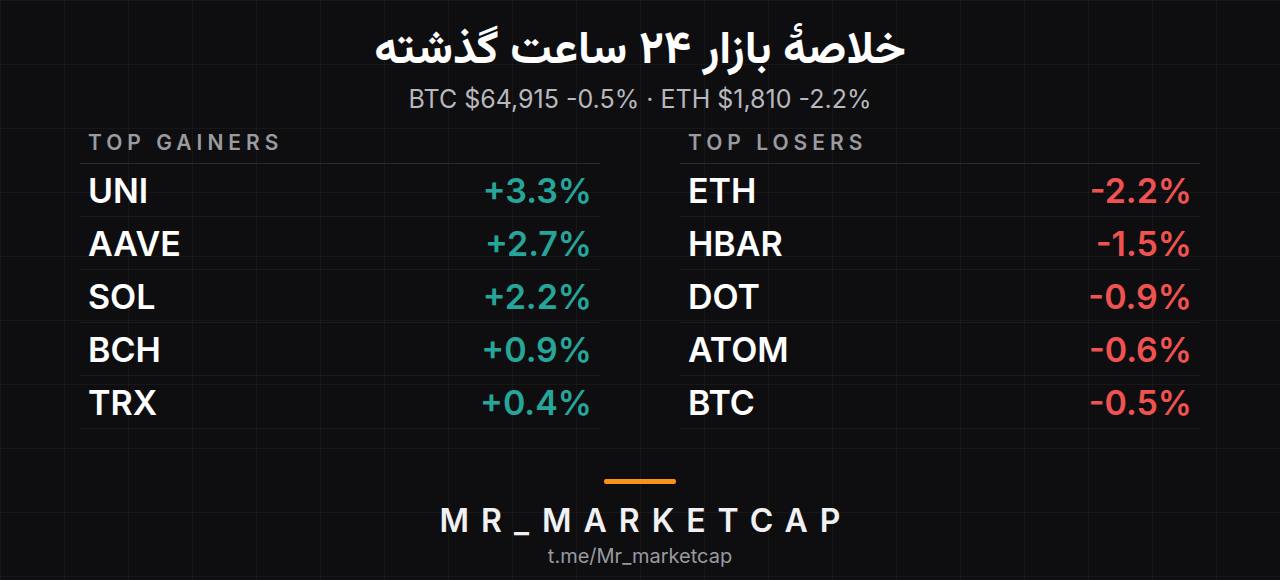 خلاصهٔ بازار ۲۴ ساعت گذشته
BTC $64,915 -0.5% · ETH $1,810 -2.2%
TOP GAINERS
UNI +3.3%
AAVE +2.7%
SOL +2.2%
BCH +0.9%
TRX +0.4%
TOP LOSERS
ETH -2.2%
HBAR -1.5%
DOT -0.9%
ATOM -0.6%
BTC -0.5%
MR_MARKETCAP
t.me/Mr_marketcap